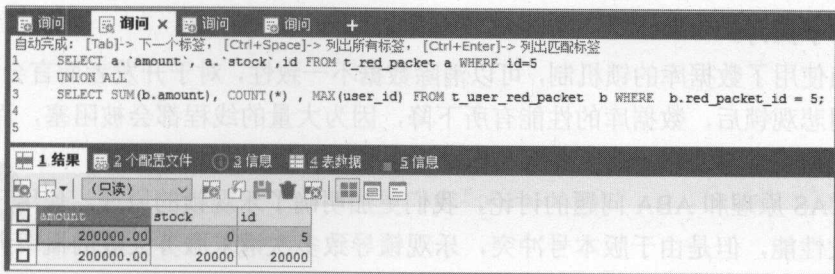 询问 询问 × 询问 询问 +
自动完成: [Tab]-> 下一个标签, [Ctrl+Space]-> 列出所有标签, [Ctrl+Enter]-> 列出匹配标签
1 SELECT a.`amount`, a.`stock`,id FROM t_red_packet a WHERE id=5
2 UNION ALL
3 SELECT SUM(b.amount), COUNT(*) , MAX(user_id) FROM t_user_red_packet b WHERE b.red_packet_id = 5;
4
5
1 结果 2 个配置文件 3 信息 4 表数据 5 信息
(只读)
amount stock id
200000.00 0 5
200000.00 20000 20000